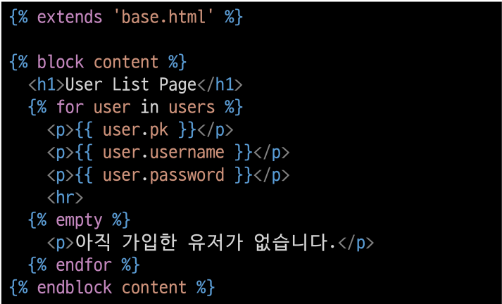 {% extends 'base.html' %}
{% block content %}
<h1>User List Page</h1>
{% for user in users %}
<p>{{ user.pk }}</p>
<p>{{ user.username }}</p>
<p>{{ user.password }}</p>
<hr>
{% empty %}
<p>아직 가입한 유저가 없습니다.</p>
{% endfor %}
{% endblock content %}